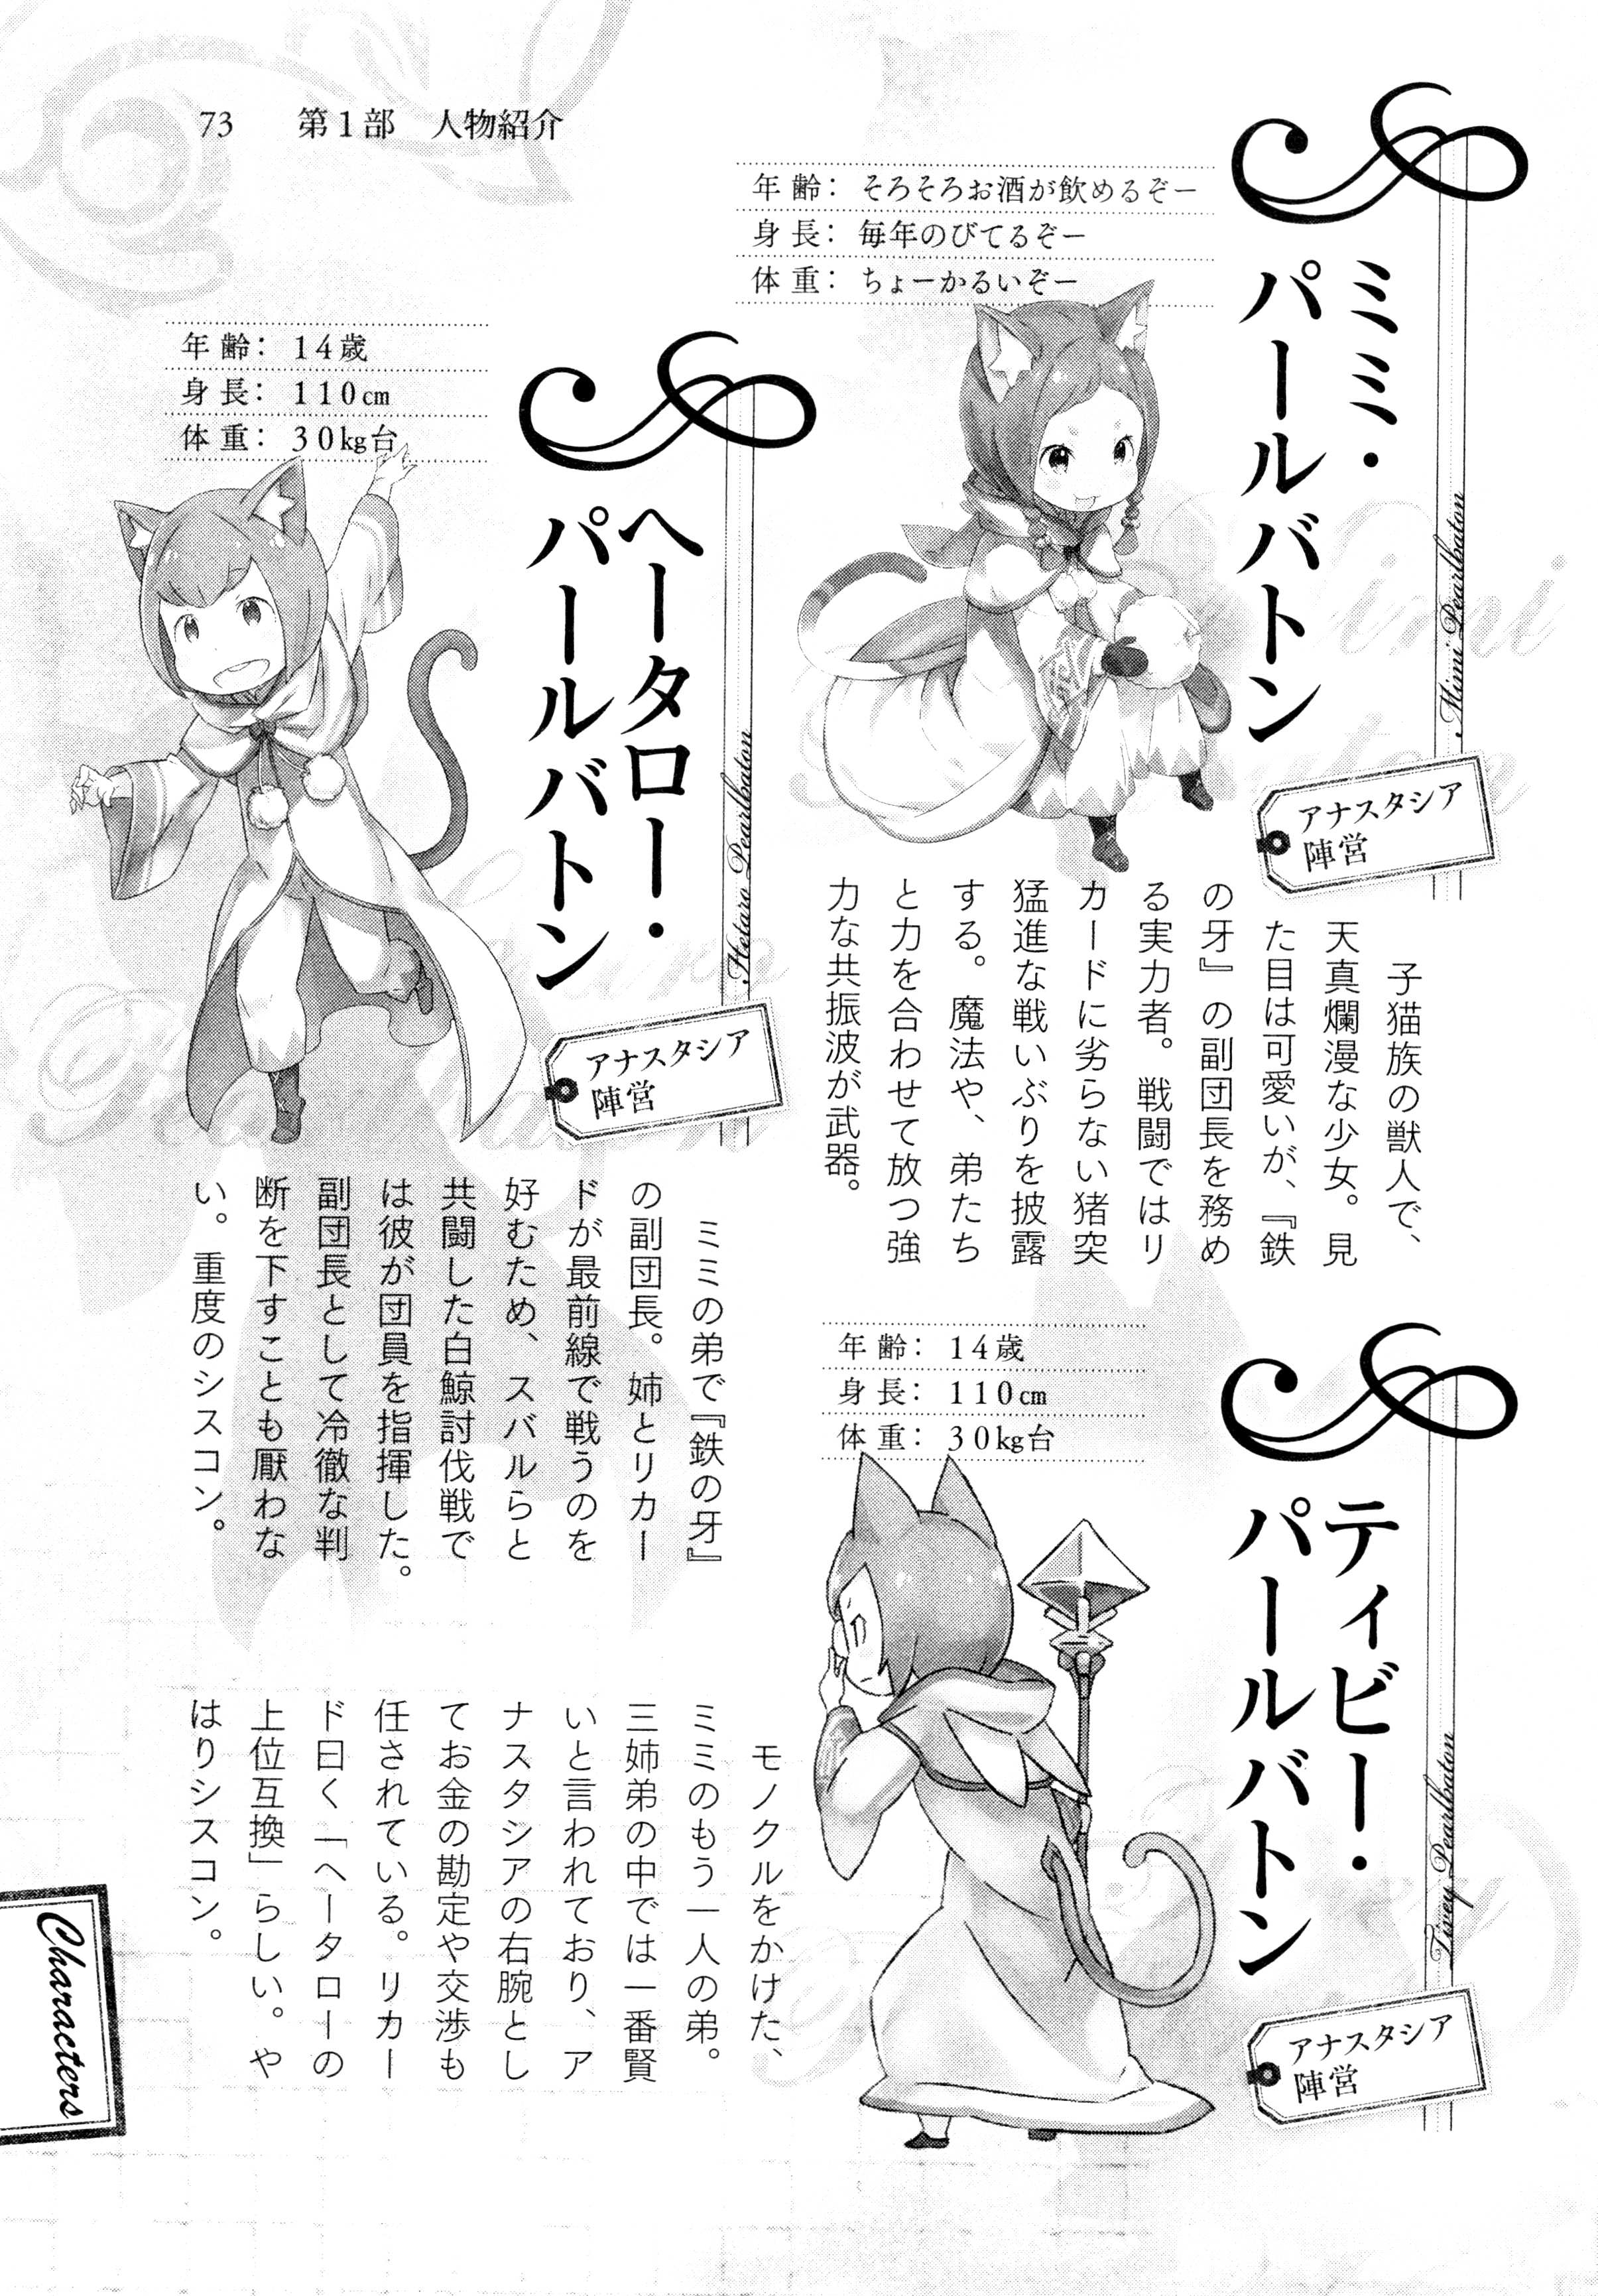 73　第1部　人物紹介
ミミ・
パールバトン
Mimi Pearlbaton
年齢：そろそろお酒が飲めるぞー
身長：毎年のびてるぞー
体重：ちょーかるいぞー
アナスタシア
陣営
子猫族の獣人で、
天真爛漫な少女。見
た目は可愛いが、『鉄
の牙』の副団長を務め
る実力者。戦闘ではリ
カードに劣らない猪突
猛進な戦いぶりを披露
する。魔法や、弟たち
と力を合わせて放つ強
力な共振波が武器。
ヘータロー・
パールバトン
Hetaro Pearlbaton
年齢：14歳
身長：110㎝
体重：30㎏台
アナスタシア
陣営
ミミの弟で『鉄の牙』
の副団長。姉とリカー
ドが最前線で戦うのを
好むため、スバルらと
共闘した白鯨討伐戦で
は彼が団員を指揮した。
副団長として冷徹な判
断を下すことも厭わな
い。重度のシスコン。
ティビー・
パールバトン
Tivey Pearlbaton
年齢：14歳
身長：110㎝
体重：30㎏台
アナスタシア
陣営
モノクルをかけた、
ミミのもう一人の弟。
三姉弟の中では一番賢
いと言われており、ア
ナスタシアの右腕とし
てお金の勘定や交渉も
任されている。リカー
ド曰く「ヘータローの
上位互換」らしい。や
はりシスコン。
Characters